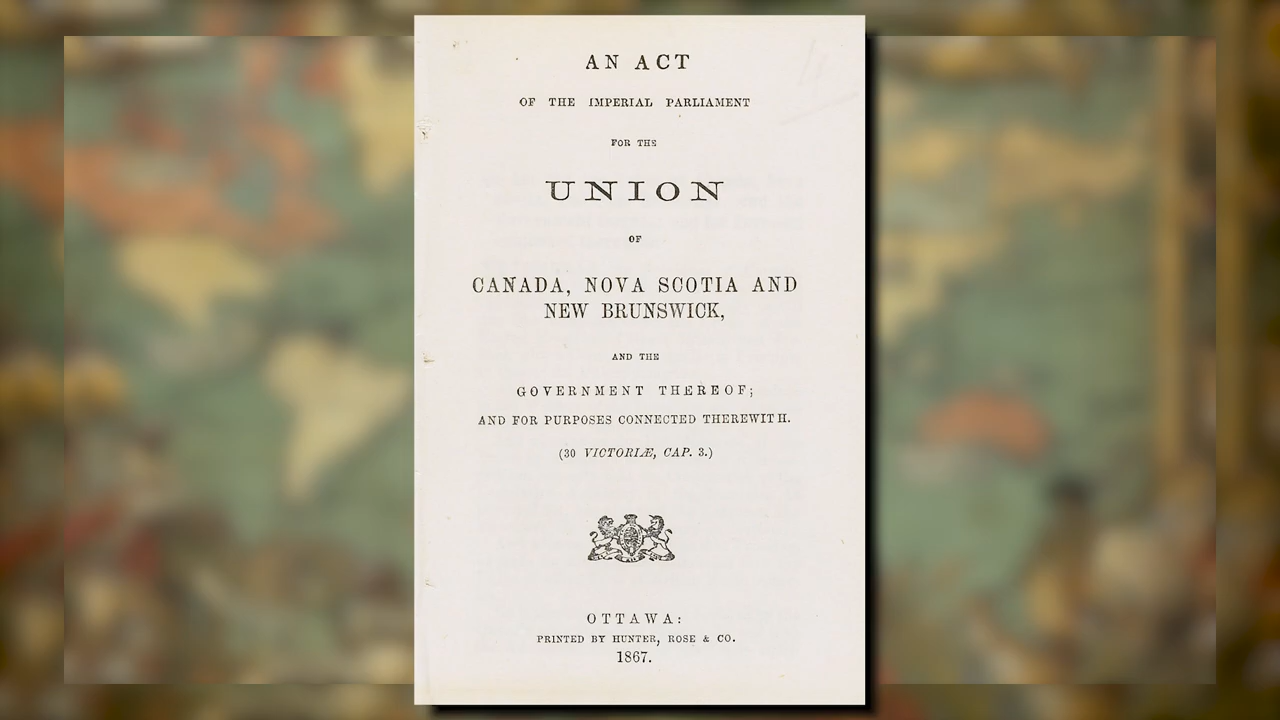 AN ACT
OF THE IMPERIAL PARLIAMENT
FOR THE
UNION
OF
CANADA, NOVA SCOTIA AND
NEW BRUNSWICK,
AND THE
GOVERNMENT THEREOF;
AND FOR PURPOSES CONNECTED THEREWITH.
(30 VICTORIÆ, CAP. 3.)
OTTAWA:
PRINTED BY HUNTER, ROSE & CO.
1867.